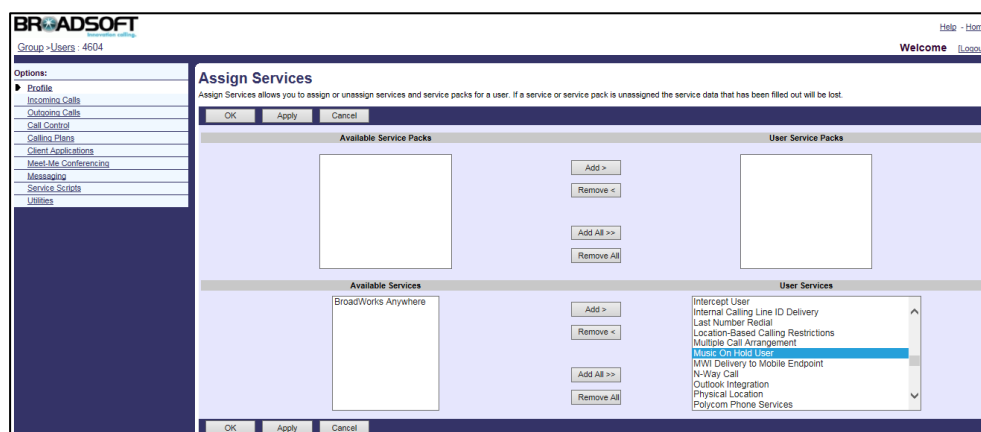 BROADSOFT
innovation calling.
Help - Hom
Group >Users : 4604
Welcome [Logou
Options:
Profile
Incoming Calls
Outgoing Calls
Call Control
Calling Plans
Client Applications
Meet-Me Conferencing
Messaging
Service Scripts
Utilities
Assign Services
Assign Services allows you to assign or unassign services and service packs for a user. If a service or service pack is unassigned the service data that has been filled out will be lost.
OK Apply Cancel
Available Service Packs User Service Packs
Add >
Remove <
Add All >>
Remove All
Available Services User Services
BroadWorks Anywhere
Add >
Remove <
Add All >>
Remove All
Intercept User
Internal Calling Line ID Delivery
Last Number Redial
Location-Based Calling Restrictions
Multiple Call Arrangement
Music On Hold User
MWI Delivery to Mobile Endpoint
N-Way Call
Outlook Integration
Physical Location
Polycom Phone Services
OK Apply Cancel